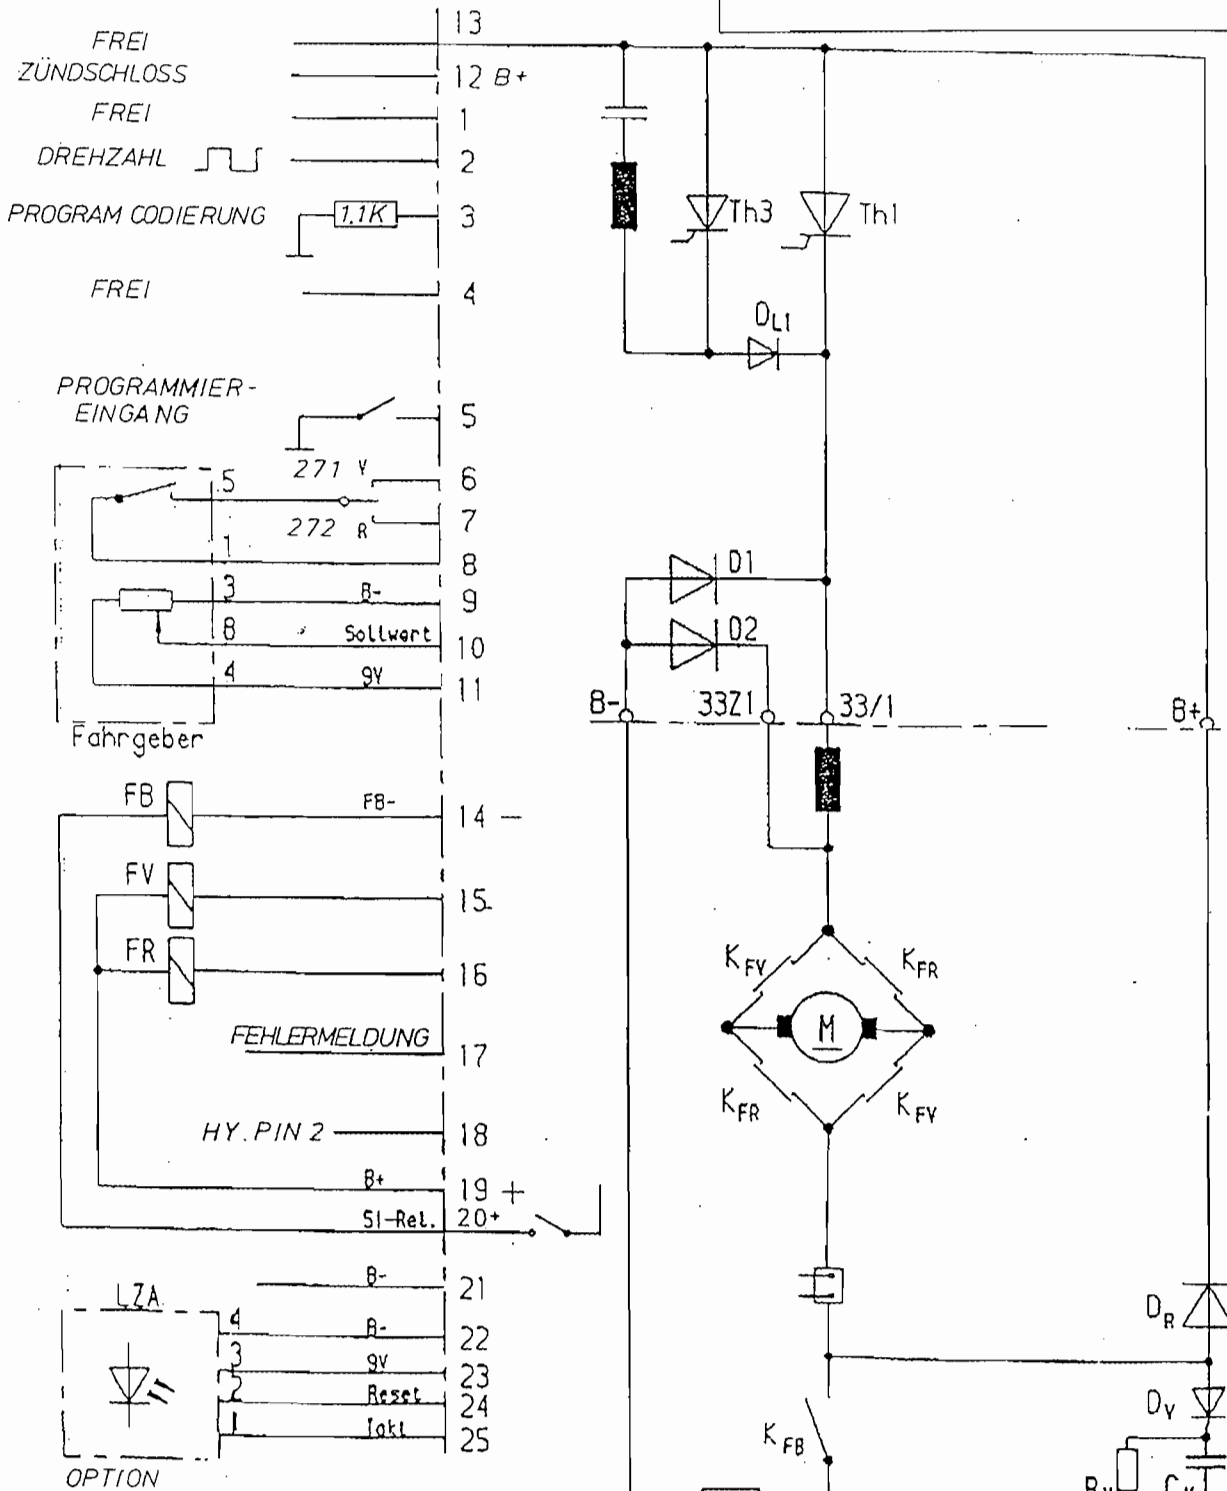 13
FREI
ZÜNDSCHLOSS 12 B+
FREI 1
DREHZAHL 2
PROGRAM CODIERUNG 1.1K 3
FREI 4
Th3 Th1
DL1
PROGRAMMIER-
EINGANG 5
271 V 6
5
272 R 7
1 8
3 B- 9
8 Sollwert 10
4 9V 11
Fahrgeber
D1
D2
B- 33Z1 33/1 B+
FB FB- 14 -
FV 15
FR 16
FEHLERMELDUNG 17
HY. PIN 2 18
B+ 19 +
SI-Rel. 20+
B- 21
LZA
4 B- 22
3 9V 23
2 Reset 24
1 Takt 25
OPTION
KFV KFR
M
KFR KFV
DR
DV
KFB
RV CV